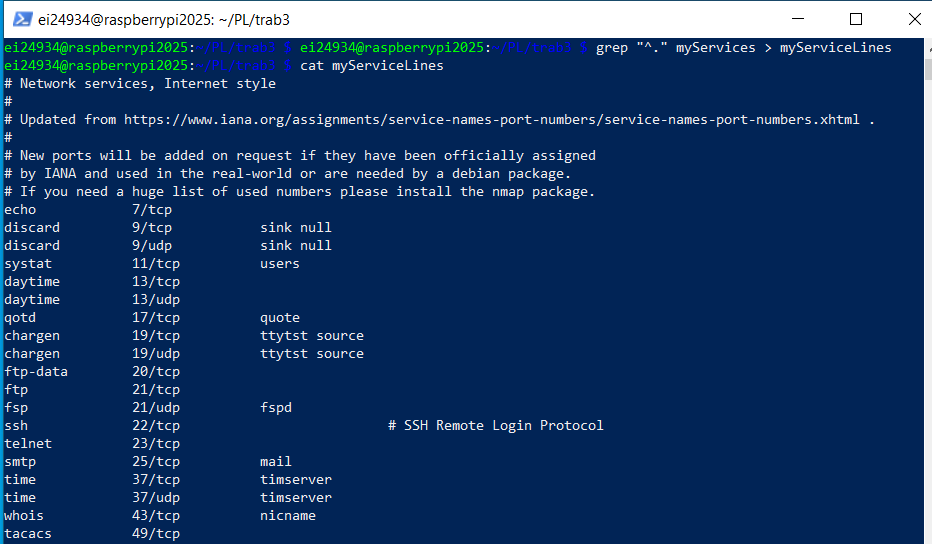 ei24934@raspberrypi2025: ~/PL/trab3
ei24934@raspberrypi2025:~/PL/trab3 $ ei24934@raspberrypi2025:~/PL/trab3 $ grep "^." myServices > myServiceLines
ei24934@raspberrypi2025:~/PL/trab3 $ cat myServiceLines
# Network services, Internet style
#
# Updated from https://www.iana.org/assignments/service-names-port-numbers/service-names-port-numbers.xhtml .
#
# New ports will be added on request if they have been officially assigned
# by IANA and used in the real-world or are needed by a debian package.
# If you need a huge list of used numbers please install the nmap package.
echo 7/tcp
discard 9/tcp sink null
discard 9/udp sink null
systat 11/tcp users
daytime 13/tcp
daytime 13/udp
qotd 17/tcp quote
chargen 19/tcp ttytst source
chargen 19/udp ttytst source
ftp-data 20/tcp
ftp 21/tcp
fsp 21/udp fspd
ssh 22/tcp # SSH Remote Login Protocol
telnet 23/tcp
smtp 25/tcp mail
time 37/tcp timserver
time 37/udp timserver
whois 43/tcp nicname
tacacs 49/tcp